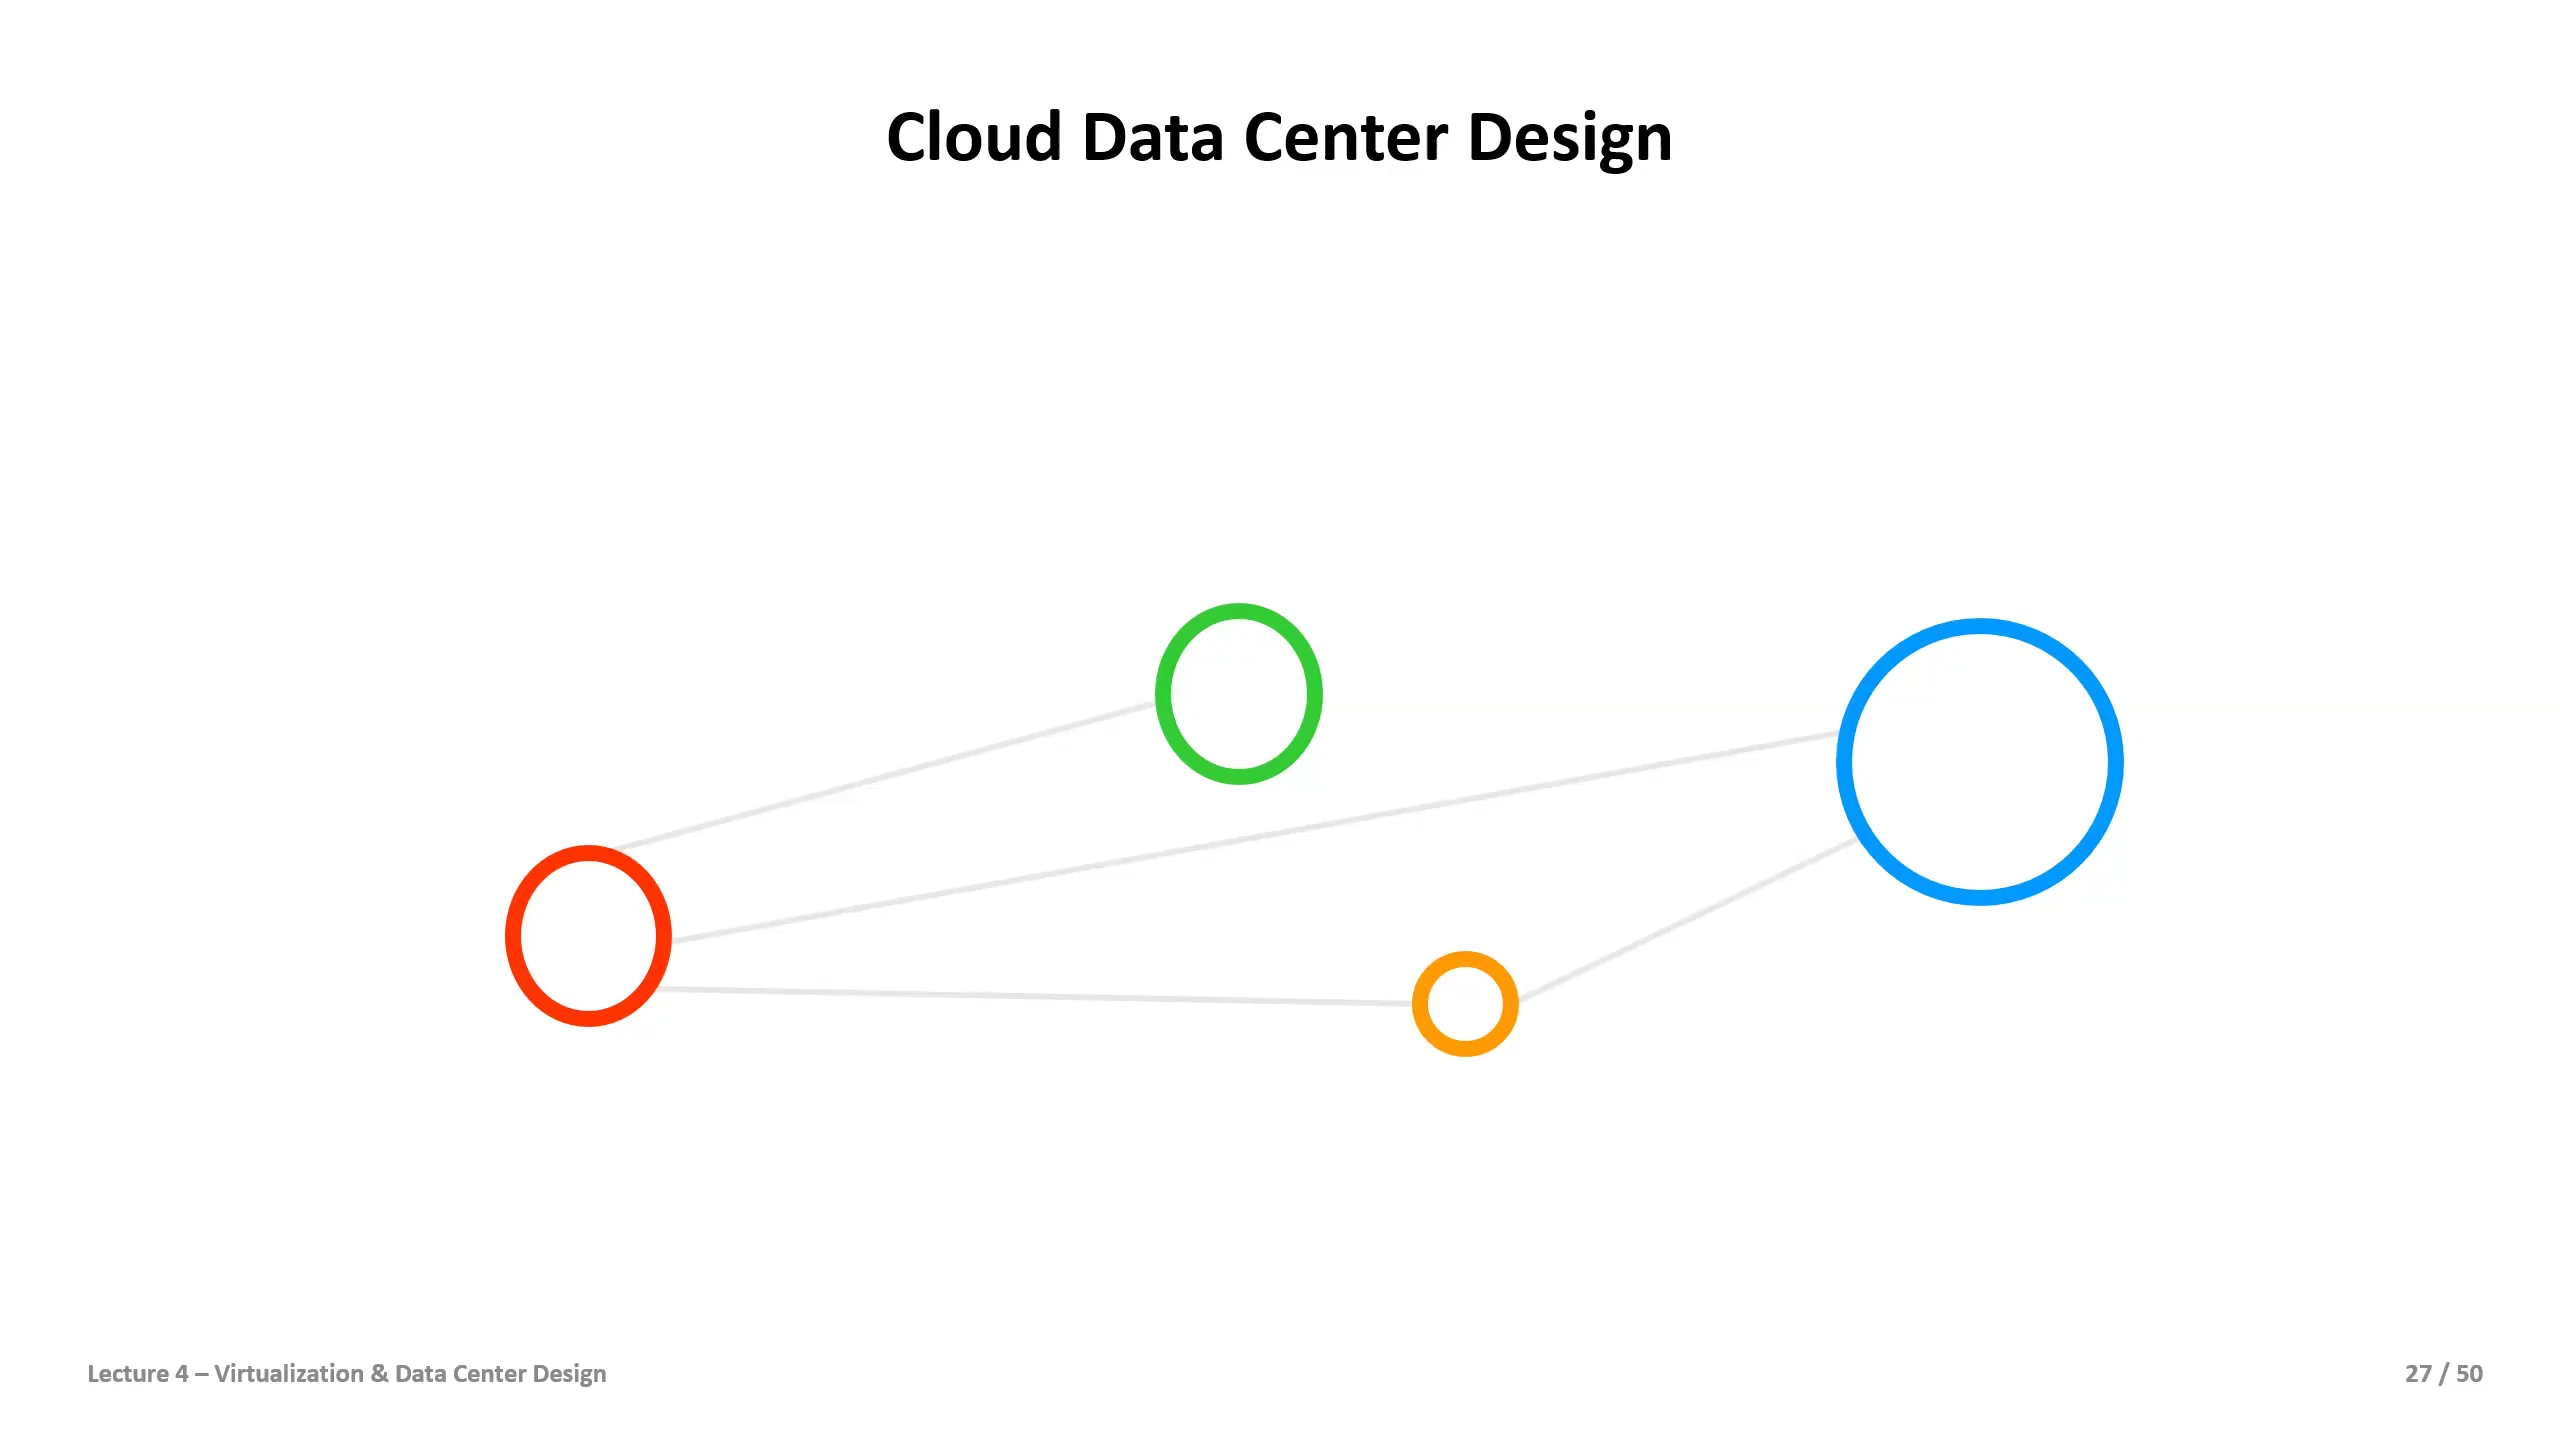 Cloud Data Center Design
Lecture 4 – Virtualization & Data Center Design
27 / 50